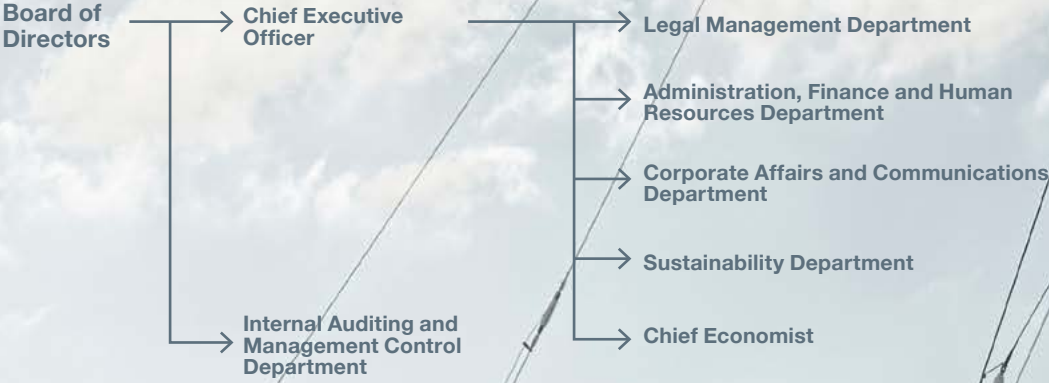 Board of
Directors
Chief Executive
Officer
Legal Management Department
Administration, Finance and Human
Resources Department
Corporate Affairs and Communications
Department
Sustainability Department
Chief Economist
Internal Auditing and
Management Control
Department